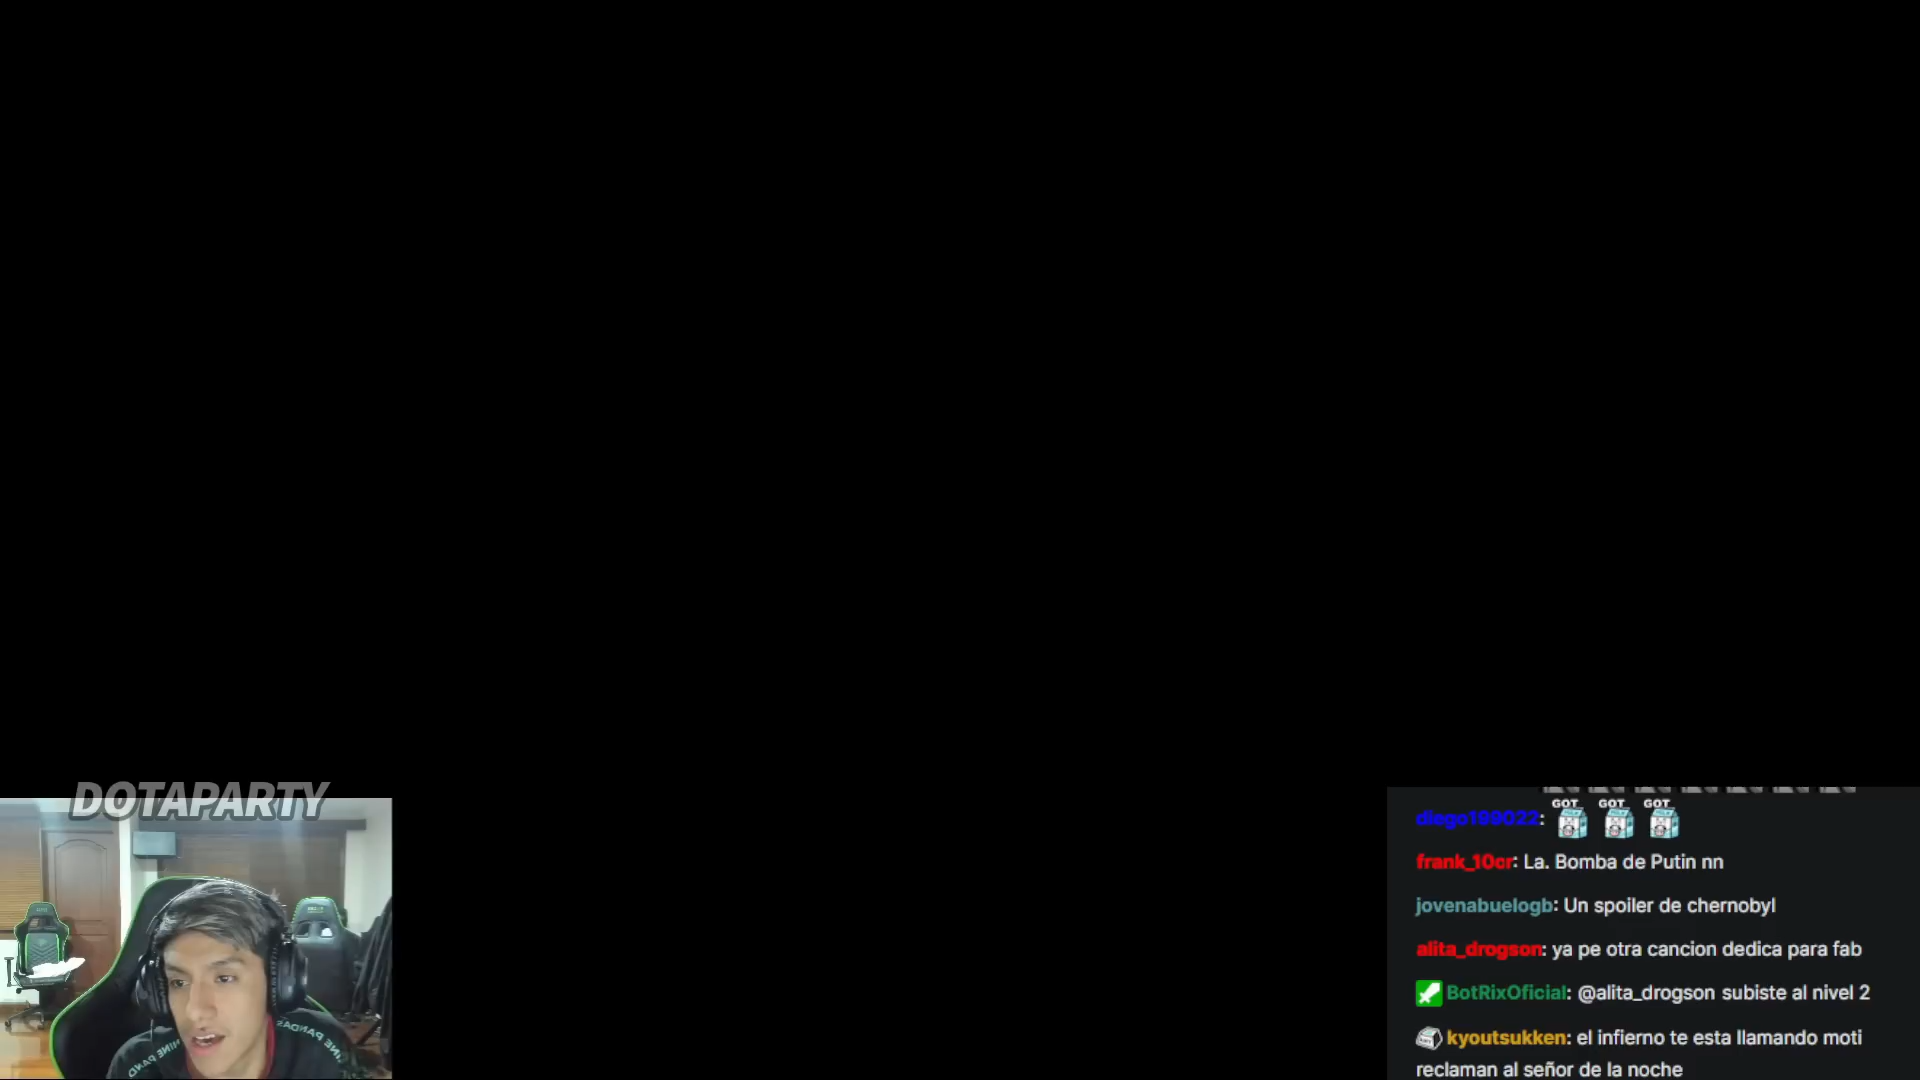 DOTAPARTY
diego199022: GOT GOT GOT
frank_10cr: La. Bomba de Putin nn
jovenabuelogb: Un spoiler de chernobyl
alita_drogson: ya pe otra cancion dedica para fab
BotRixOficial: @alita_drogson subiste al nivel 2
kyoutsukken: el infierno te esta llamando moti
reclaman al señor de la noche
NINE PANDAS